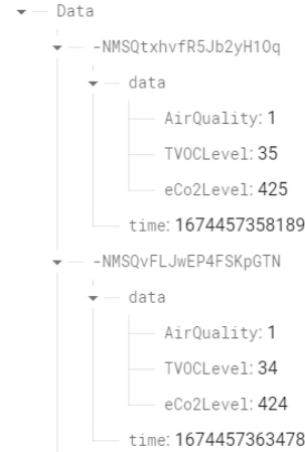 Data
-NMSQtxhvfR5Jb2yH10q
data
AirQuality: 1
TVOCLevel: 35
eCo2Level: 425
time: 1674457358189
-NMSQvFLJwEP4FSKpGTN
data
AirQuality: 1
TVOCLevel: 34
eCo2Level: 424
time: 1674457363478